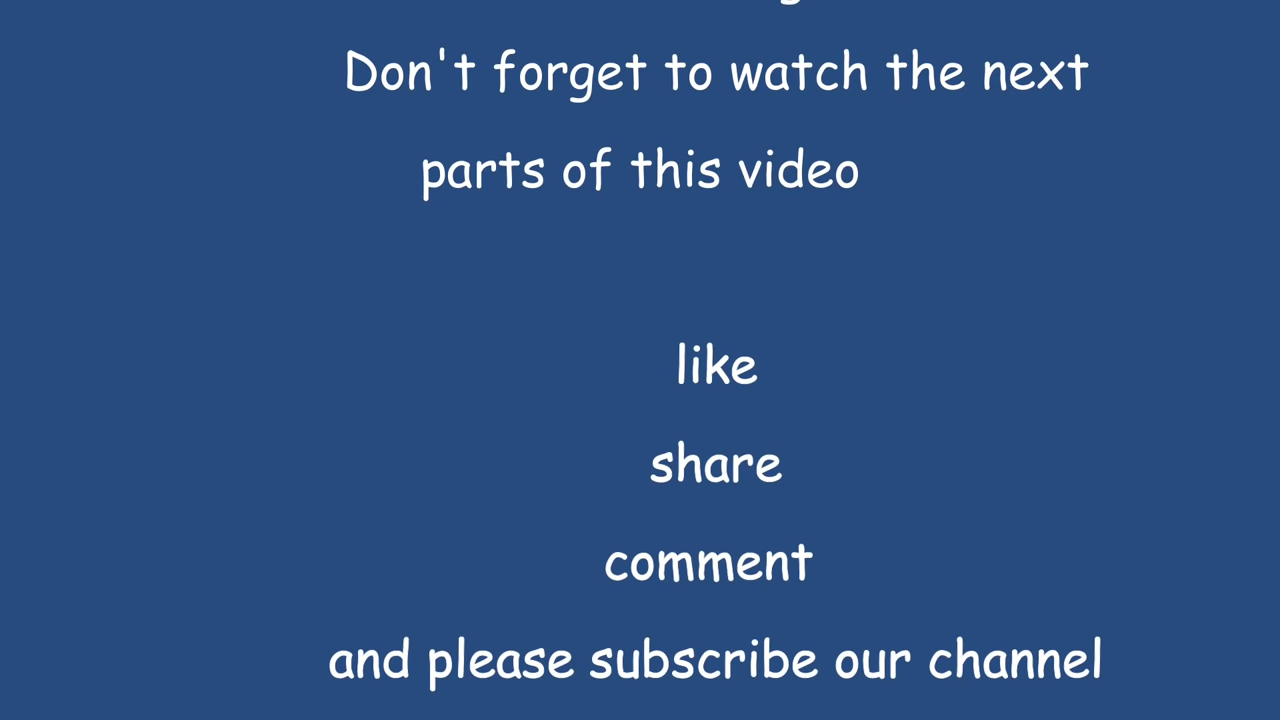 Don't forget to watch the next
parts of this video
like
share
comment
and please subscribe our channel